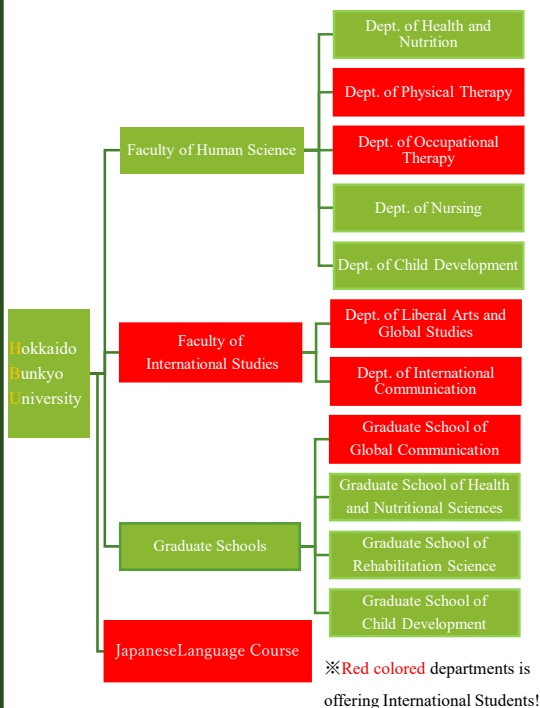 Dept. of Health and
Nutrition
Dept. of Physical Therapy
Dept. of Occupational
Therapy
Dept. of Nursing
Dept. of Child Development
Faculty of Human Science
Hokkaido
Bunkyo
University
Faculty of
International Studies
Dept. of Liberal Arts and
Global Studies
Dept. of International
Communication
Graduate Schools
Graduate School of
Global Communication
Graduate School of Health
and Nutritional Sciences
Graduate School of
Rehabilitation Science
Graduate School of
Child Development
JapaneseLanguage Course
※Red colored departments is
offering International Students!